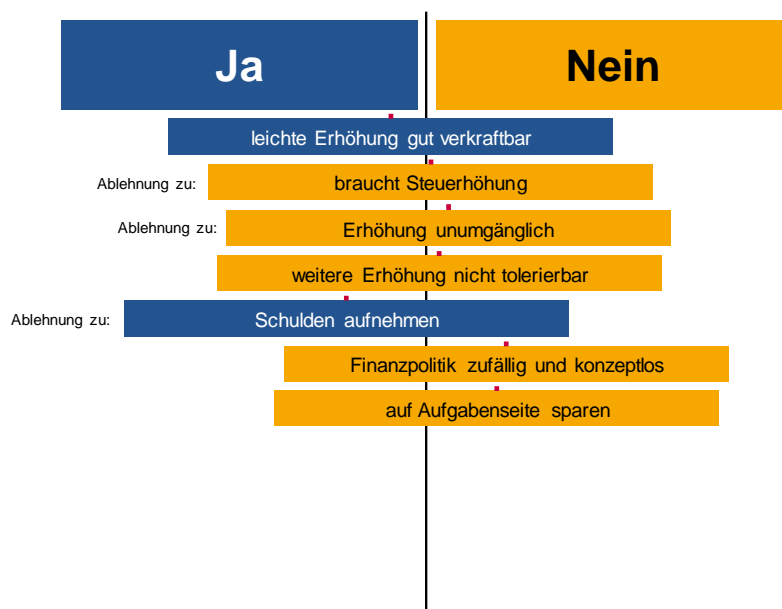 Ja
Nein
leichte Erhöhung gut verkraftbar
Ablehnung zu: braucht Steuerhöhung
Ablehnung zu: Erhöhung unumgänglich
weitere Erhöhung nicht tolerierbar
Ablehnung zu: Schulden aufnehmen
Finanzpolitik zufällig und konzeptlos
auf Aufgabenseite sparen